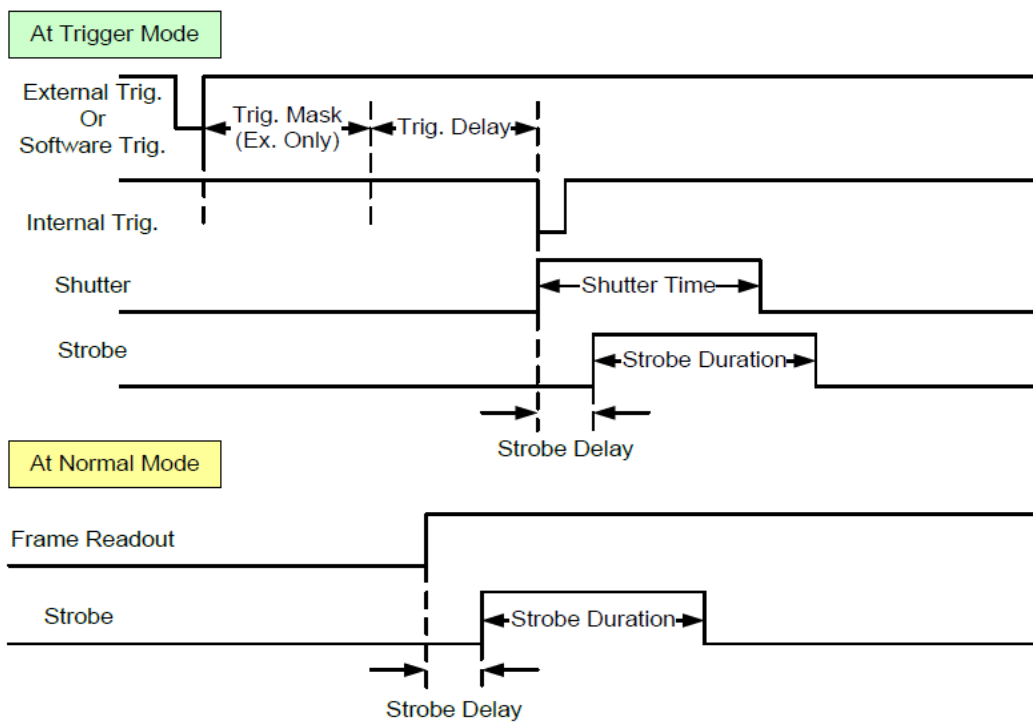 At Trigger Mode
External Trig.
Or
Software Trig.
Trig. Mask
(Ex. Only)
Trig. Delay
Internal Trig.
Shutter
Shutter Time
Strobe
Strobe Duration
Strobe Delay
At Normal Mode
Frame Readout
Strobe
Strobe Duration
Strobe Delay